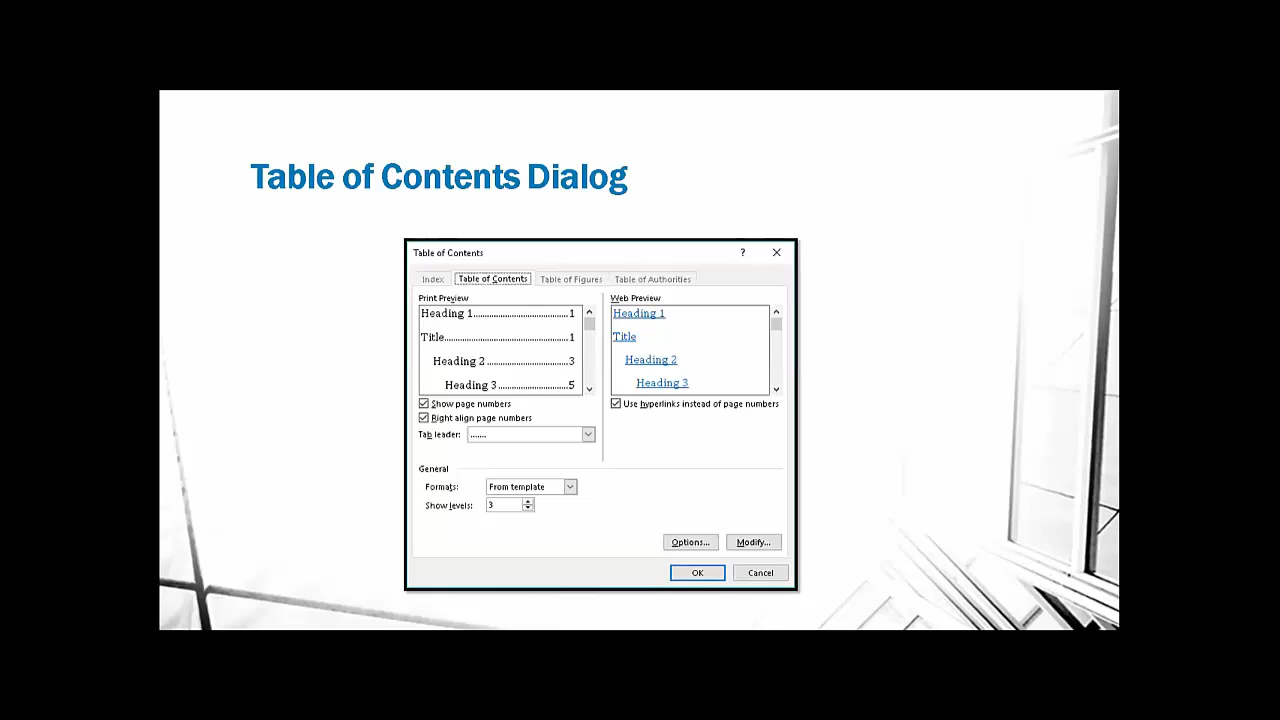 Table of Contents Dialog
Table of Contents ? ✕
Index Table of Contents Table of Figures Table of Authorities
Print Preview
Heading 1........................................1
Title.................................................1
Heading 2.............................3
Heading 3..........................5
Show page numbers
Right align page numbers
Tab leader: .......
Web Preview
Heading 1
Title
Heading 2
Heading 3
Use hyperlinks instead of page numbers
General
Formats: From template
Show levels: 3
Options... Modify...
OK Cancel